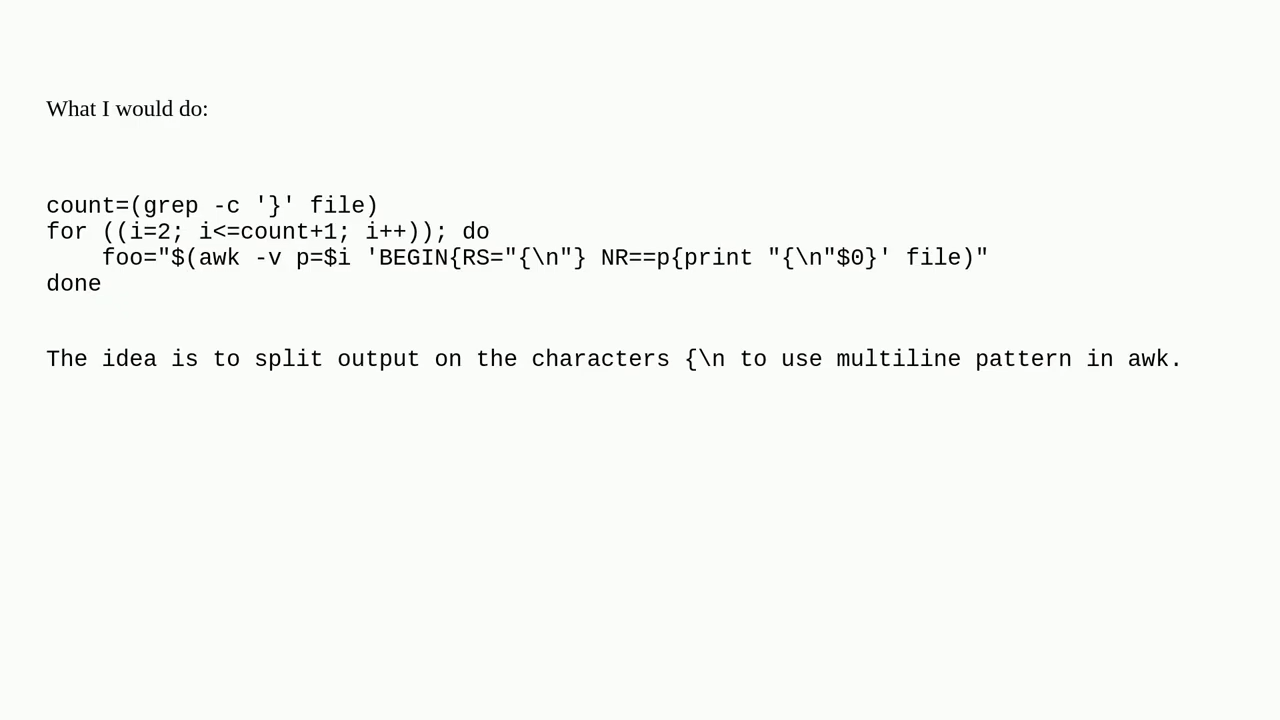 What I would do:
count=(grep -c '}' file)
for ((i=2; i<=count+1; i++)); do
    foo="$(awk -v p=$i 'BEGIN{RS="{\n"} NR==p{print "{\n"$0}' file)"
done
The idea is to split output on the characters {\n to use multiline pattern in awk.